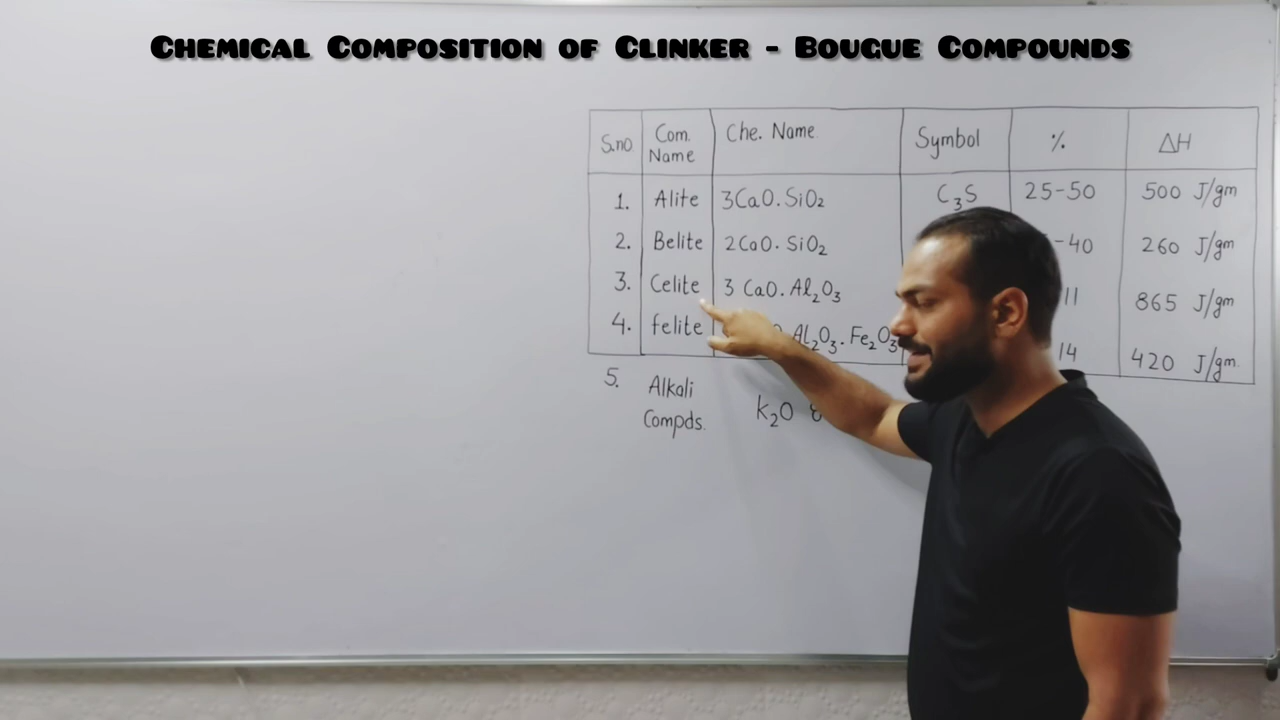 Chemical Composition of Clinker - Bougue Compounds
S.no Com. Name Che. Name Symbol % ΔH
1. Alite 3CaO.SiO2 C3S 25-50 500 J/gm
2. Belite 2CaO.SiO2 -40 260 J/gm
3. Celite 3 CaO.Al2O3 11 865 J/gm
4. felite Al2O3.Fe2O3 14 420 J/gm.
5. Alkali Compds. K2O